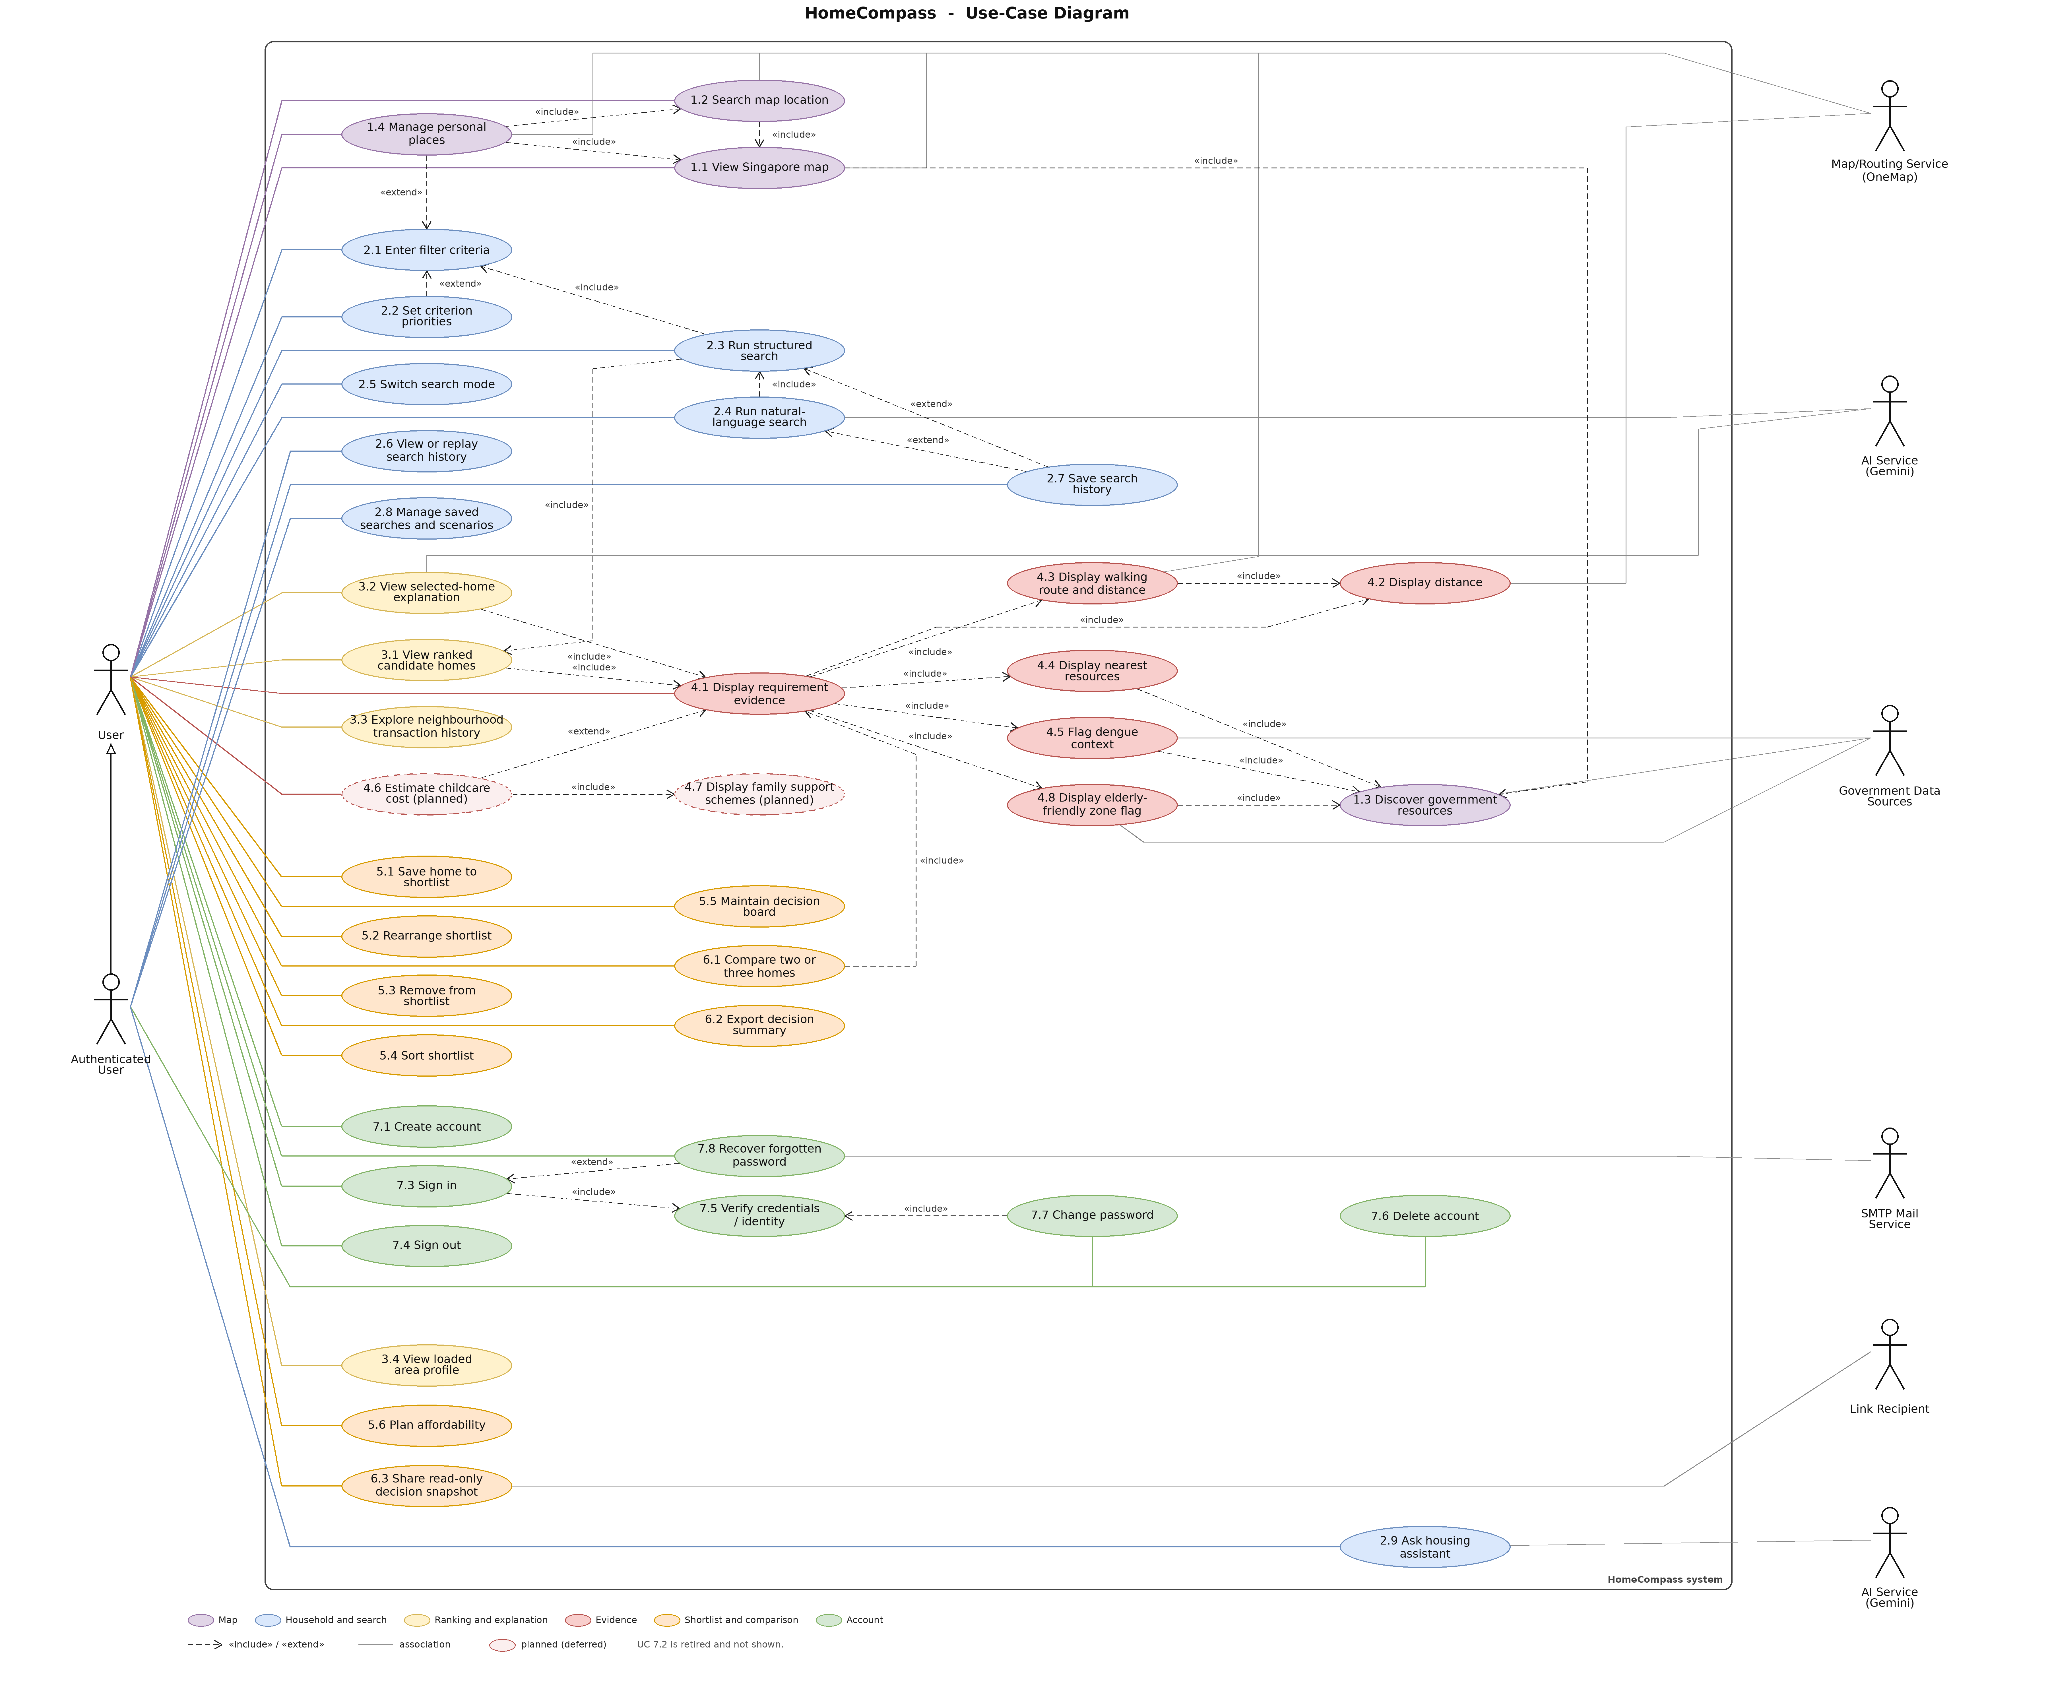 HomeCompass - Use-Case Diagram
1.2 Search map location
«include»
1.4 Manage personal
places
«include»
«include»
1.1 View Singapore map
«include»
Map/Routing Service
(OneMap)
«extend»
2.1 Enter filter criteria
«extend»
«include»
2.2 Set criterion
priorities
2.3 Run structured
search
2.5 Switch search mode
«include»
«extend»
2.4 Run natural-
language search
«extend»
2.6 View or replay
search history
AI Service
(Gemini)
2.7 Save search
history
«include»
2.8 Manage saved
searches and scenarios
3.2 View selected-home
explanation
4.3 Display walking
route and distance
«include»
4.2 Display distance
«include»
«include»
3.1 View ranked
candidate homes
«include»
«include»
4.4 Display nearest
resources
«include»
4.1 Display requirement
evidence
«include»
3.3 Explore neighbourhood
transaction history
«extend»
«include»
4.5 Flag dengue
context
«include»
«include»
User
4.6 Estimate childcare
cost (planned)
«include»
4.7 Display family support
schemes (planned)
4.8 Display elderly-
friendly zone flag
«include»
1.3 Discover government
resources
Government Data
Sources
«include»
5.1 Save home to
shortlist
5.5 Maintain decision
board
5.2 Rearrange shortlist
6.1 Compare two or
three homes
5.3 Remove from
shortlist
6.2 Export decision
summary
5.4 Sort shortlist
Authenticated
User
7.1 Create account
7.8 Recover forgotten
password
«extend»
7.3 Sign in
«include»
7.5 Verify credentials
/ identity
«include»
7.7 Change password
7.6 Delete account
SMTP Mail
Service
7.4 Sign out
3.4 View loaded
area profile
Link Recipient
5.6 Plan affordability
6.3 Share read-only
decision snapshot
2.9 Ask housing
assistant
HomeCompass system
AI Service
(Gemini)
Map
Household and search
Ranking and explanation
Evidence
Shortlist and comparison
Account
«include» / «extend»
association
planned (deferred)
UC 7.2 is retired and not shown.